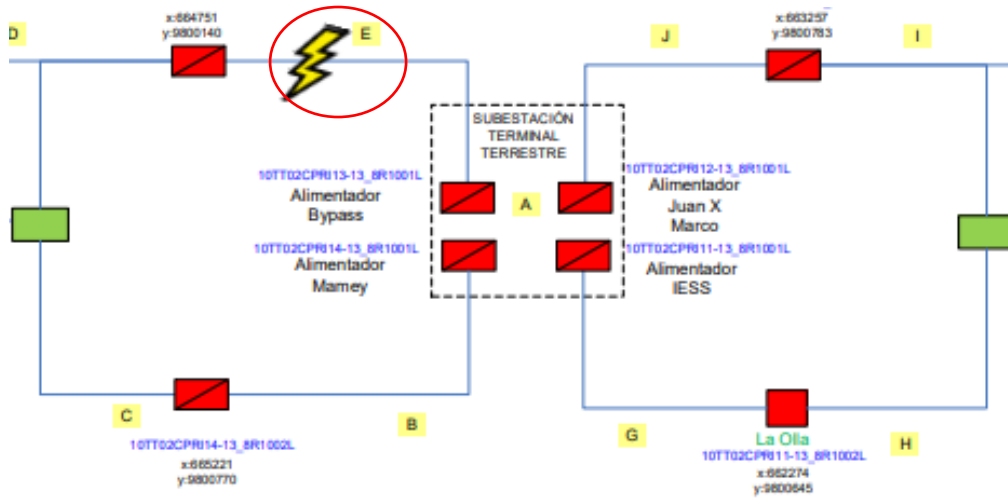 D
x:664751
y:9800140
E
J
x:663257
y:9800783
I
SUBESTACIÓN
TERMINAL
TERRESTRE
10TT02CPRI13-13_8R1001L
Alimentador
Bypass
A
10TT02CPRI12-13_8R1001L
Alimentador
Juan X
Marco
10TT02CPRI14-13_8R1001L
Alimentador
Mamey
10TT02CPRI11-13_8R1001L
Alimentador
IESS
C
B
10TT02CPRI14-13_8R1002L
x:665221
y:9800770
G
La Olla
H
10TT02CPRI11-13_8R1002L
x:662274
y:9800645